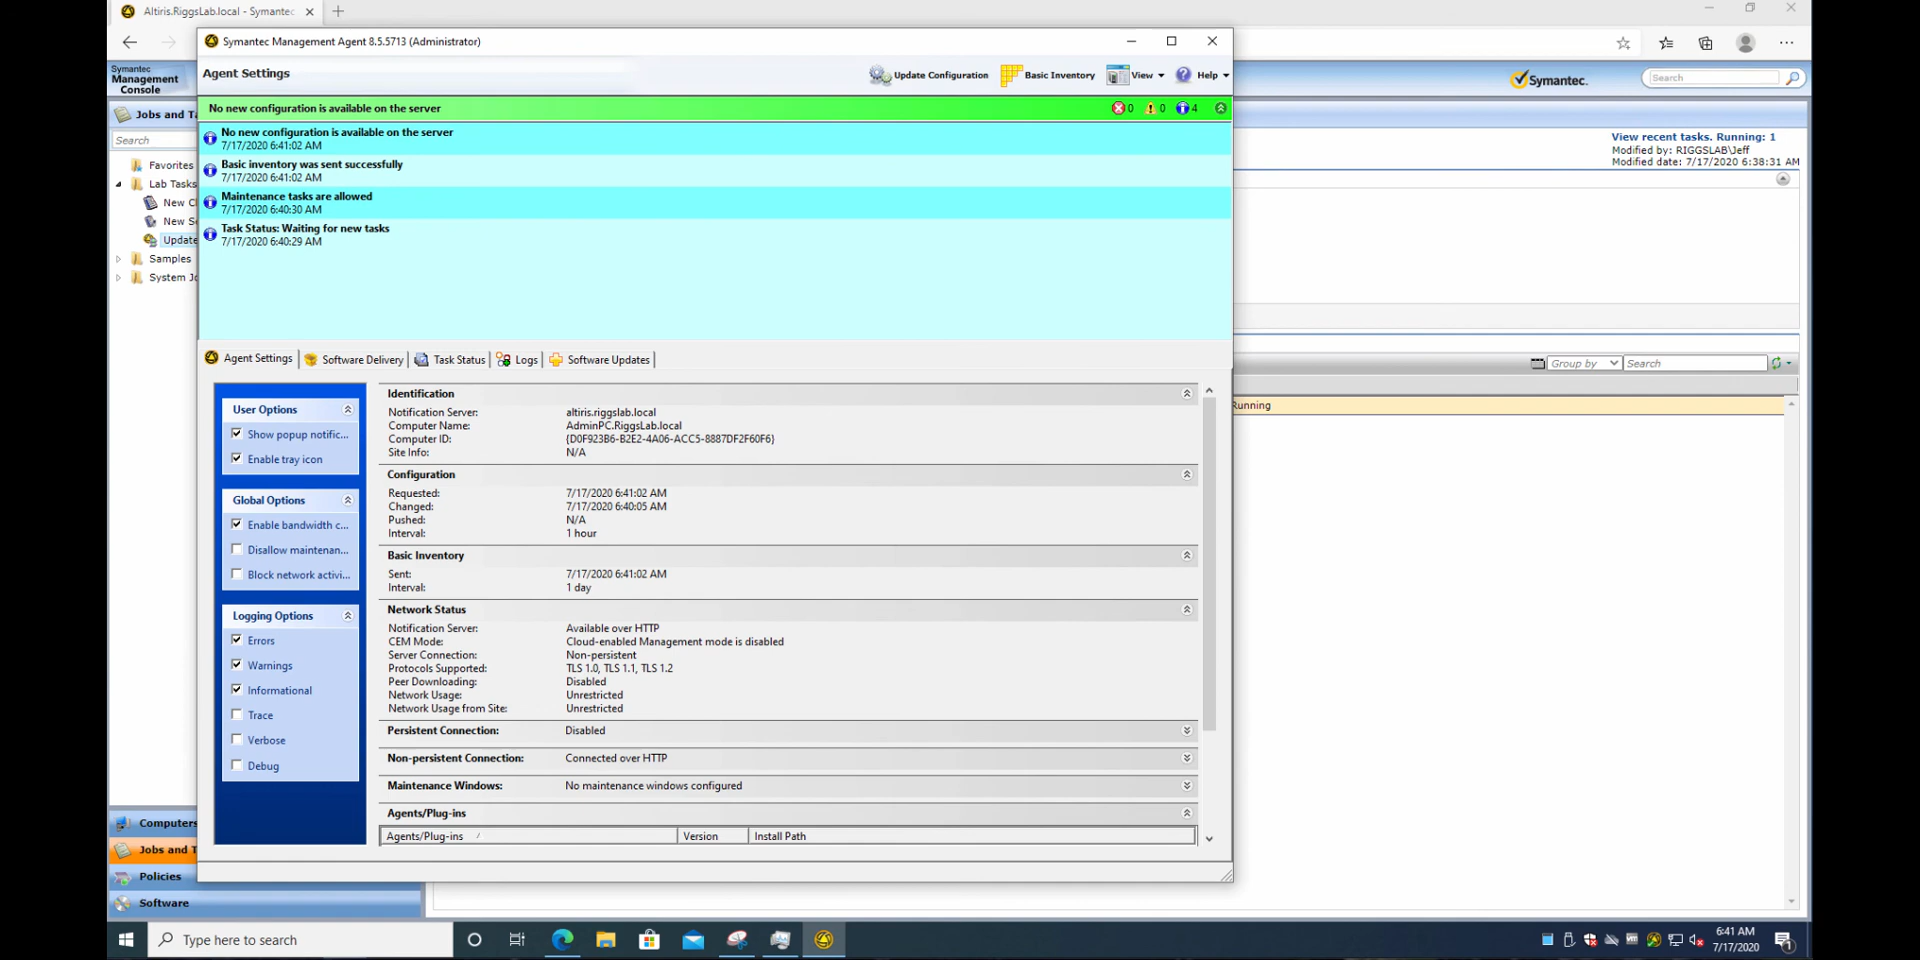 Altiris.RiggsLab.local - Symantec
Symantec Management Agent 8.5.5713 (Administrator)
Symantec
Management
Console
Agent Settings
Update Configuration
Basic Inventory
View
Help
Symantec.
Search
Jobs and Ta
No new configuration is available on the server
0
0
4
Search
No new configuration is available on the server
7/17/2020 6:41:02 AM
Basic inventory was sent successfully
7/17/2020 6:41:02 AM
Maintenance tasks are allowed
7/17/2020 6:40:30 AM
Task Status: Waiting for new tasks
7/17/2020 6:40:29 AM
View recent tasks. Running: 1
Modified by: RIGGSLAB\Jeff
Modified date: 7/17/2020 6:38:31 AM
Favorites
Lab Tasks
New Cl
New Se
Update
Samples
System Jo
Agent Settings
Software Delivery
Task Status
Logs
Software Updates
Group by
Search
Running
User Options
Show popup notific...
Enable tray icon
Global Options
Enable bandwidth c...
Disallow maintenan...
Block network activi...
Logging Options
Errors
Warnings
Informational
Trace
Verbose
Debug
Identification
Notification Server: altiris.riggslab.local
Computer Name: AdminPC.RiggsLab.local
Computer ID: {D0F923B6-B2E2-4A06-ACC5-8887DF2F60F6}
Site Info: N/A
Configuration
Requested: 7/17/2020 6:41:02 AM
Changed: 7/17/2020 6:40:05 AM
Pushed: N/A
Interval: 1 hour
Basic Inventory
Sent: 7/17/2020 6:41:02 AM
Interval: 1 day
Network Status
Notification Server: Available over HTTP
CEM Mode: Cloud-enabled Management mode is disabled
Server Connection: Non-persistent
Protocols Supported: TLS 1.0, TLS 1.1, TLS 1.2
Peer Downloading: Disabled
Network Usage: Unrestricted
Network Usage from Site: Unrestricted
Persistent Connection: Disabled
Non-persistent Connection: Connected over HTTP
Maintenance Windows: No maintenance windows configured
Agents/Plug-ins
Agents/Plug-ins Version Install Path
Computers
Jobs and T
Policies
Software
Type here to search
6:41 AM
7/17/2020
1